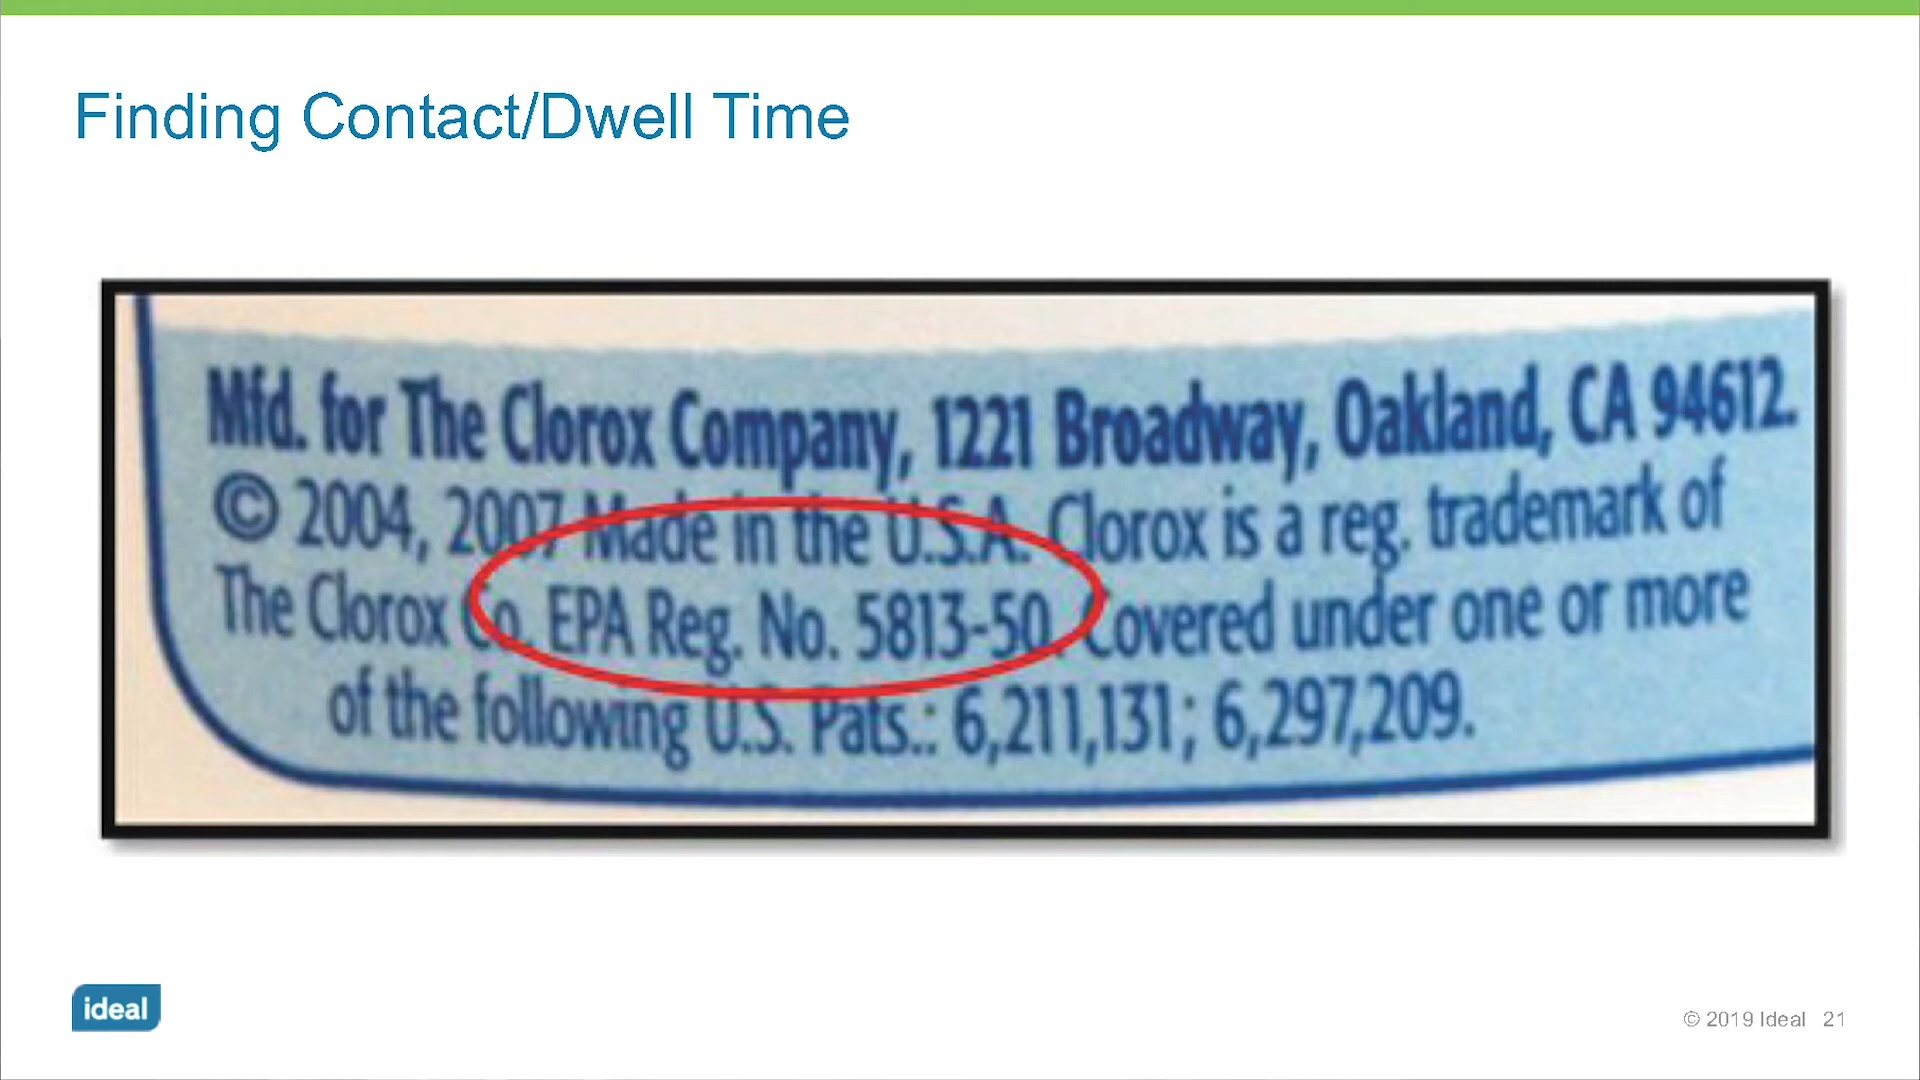 Finding Contact/Dwell Time
Mfd. for The Clorox Company, 1221 Broadway, Oakland, CA 94612.
© 2004, 2007 Made in the U.S.A. Clorox is a reg. trademark of
The Clorox Co. EPA Reg. No. 5813-50. Covered under one or more
of the following U.S. Pats.: 6,211,131; 6,297,209.
ideal
© 2019 Ideal 21